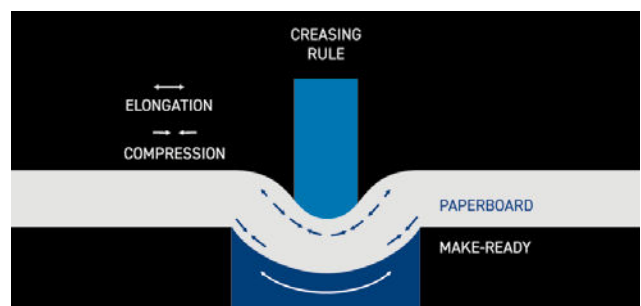 CREASING
RULE
ELONGATION
COMPRESSION
PAPERBOARD
MAKE-READY